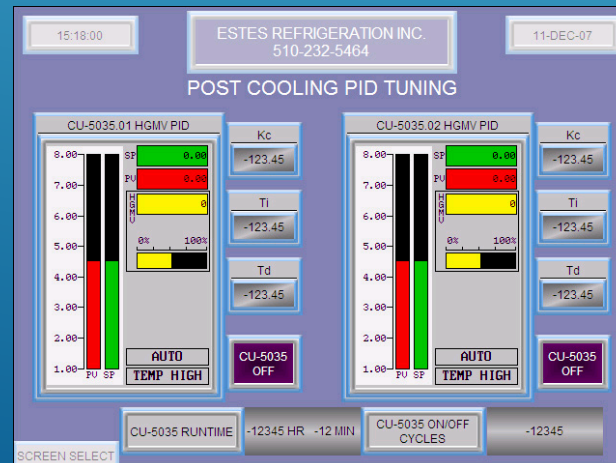 15:18:00
ESTES REFRIGERATION INC.
510-232-5464
11-DEC-07
POST COOLING PID TUNING
CU-5035.01 HGMV PID
8.00
7.00
6.00
5.00
4.00
3.00
2.00
1.00
PV SP
SP 0.00
PV 0.00
HGMV 0
0% 100%
AUTO
TEMP HIGH
Kc
-123.45
Ti
-123.45
Td
-123.45
CU-5035
OFF
CU-5035.02 HGMV PID
8.00
7.00
6.00
5.00
4.00
3.00
2.00
1.00
PV SP
SP 0.00
PV 0.00
HGMV 0
0% 100%
AUTO
TEMP HIGH
Kc
-123.45
Ti
-123.45
Td
-123.45
CU-5035
OFF
CU-5035 RUNTIME
-12345 HR -12 MIN
CU-5035 ON/OFF
CYCLES
-12345
SCREEN SELECT